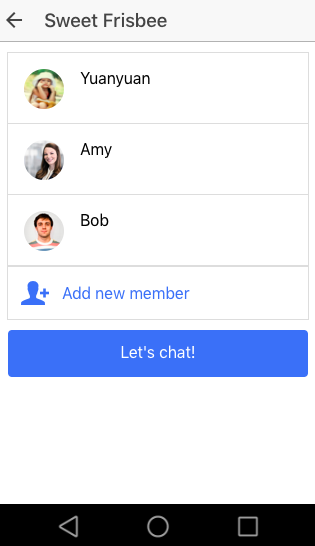 Sweet Frisbee
Yuanyuan
Amy
Bob
Add new member
Let's chat!